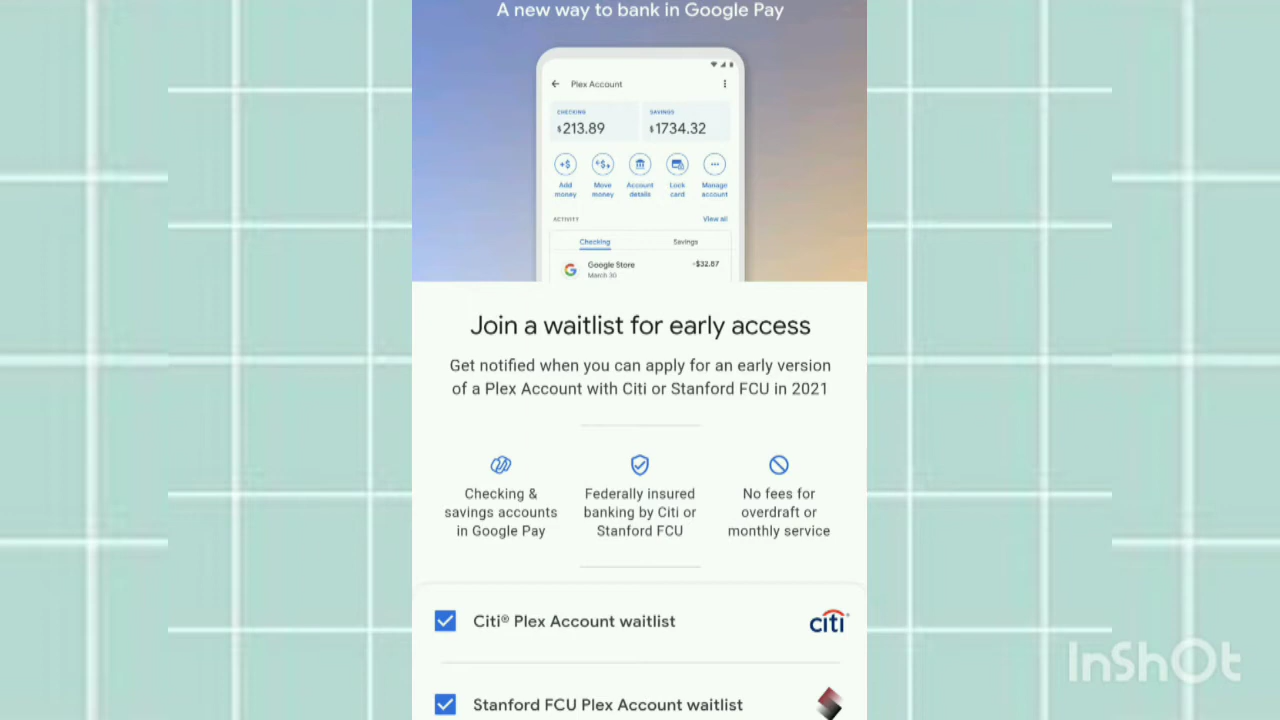 A new way to bank in Google Pay
Plex Account
CHECKING
SAVINGS
$213.89
$1734.32
+$
$
Add
money
Move
money
Account
details
Lock
card
Manage
account
ACTIVITY
View all
Checking
Savings
Google Store
-$32.87
March 30
Join a waitlist for early access
Get notified when you can apply for an early version
of a Plex Account with Citi or Stanford FCU in 2021
Checking &
savings accounts
in Google Pay
Federally insured
banking by Citi or
Stanford FCU
No fees for
overdraft or
monthly service
Citi® Plex Account waitlist
citi
Stanford FCU Plex Account waitlist
InShOt